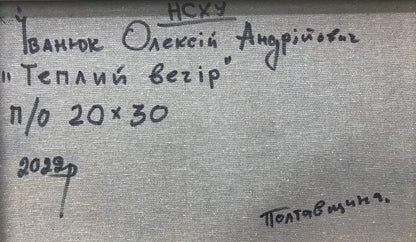 НСХУ
Іванюк Олексій Андрійович
"Теплий вечір"
п/о 20×30
2022р
Полтавщина.